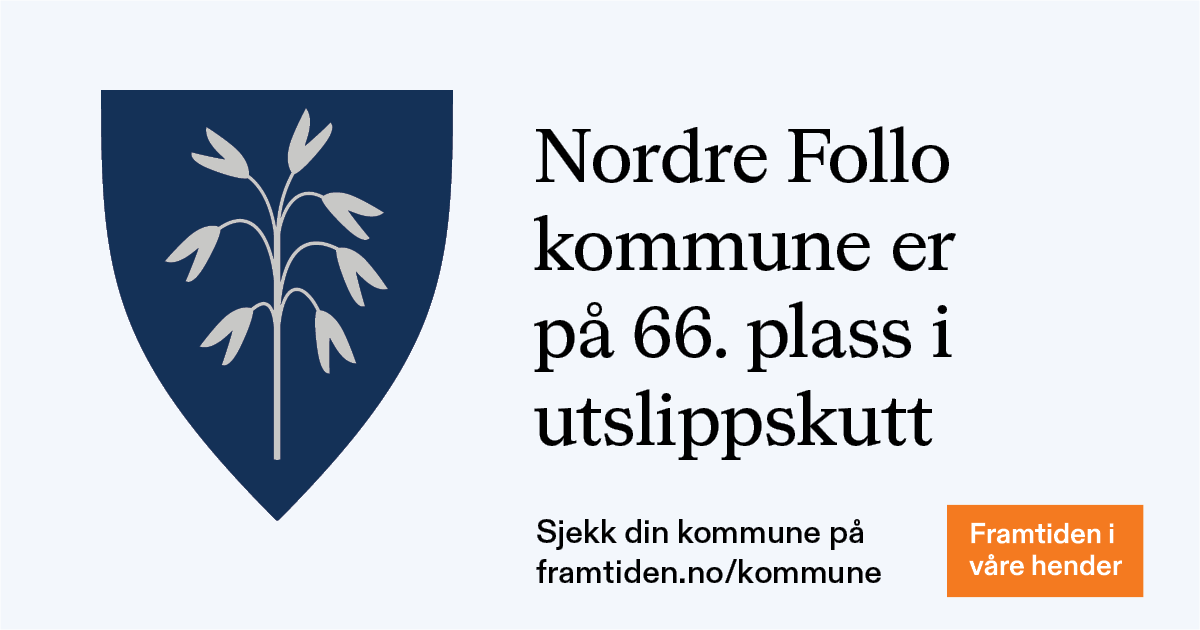 Nordre Follo
kommune er
på 66. plass i
utslippskutt
Sjekk din kommune på
framtiden.no/kommune
Framtiden i
våre hender